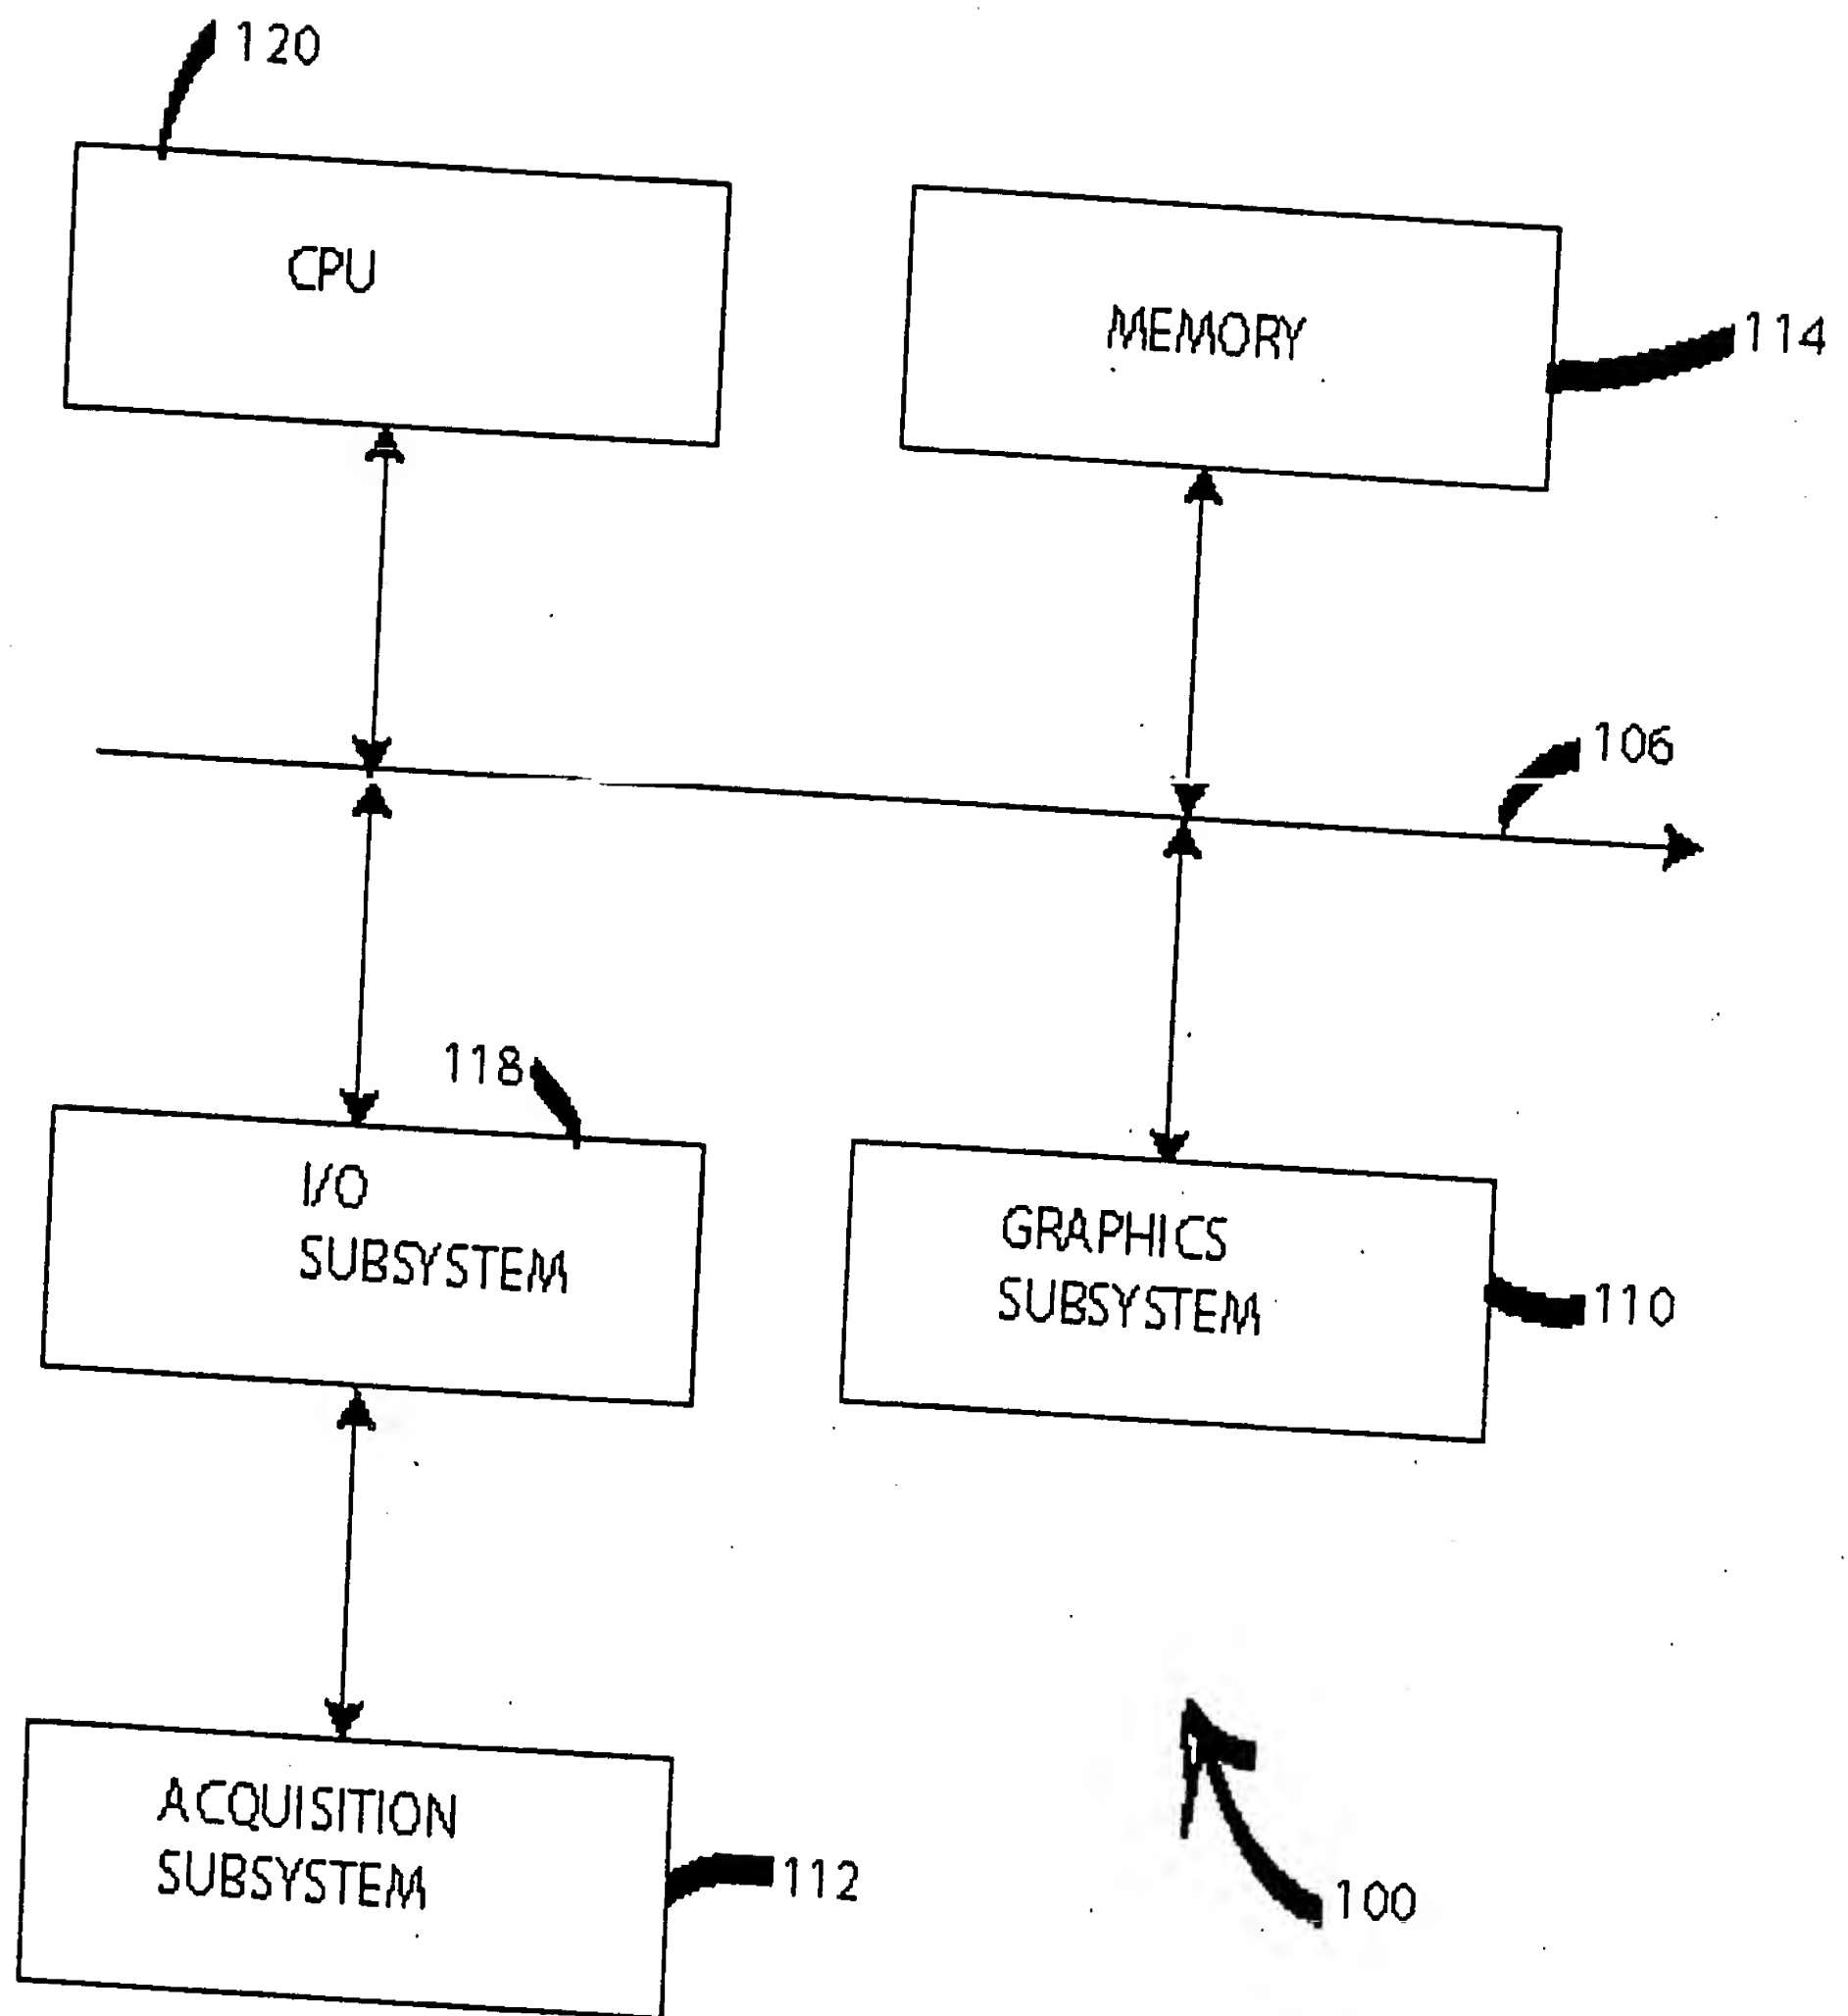 120
CPU
MEMORY
114
106
118
I/O
SUBSYSTEM
GRAPHICS
SUBSYSTEM
110
ACQUISITION
SUBSYSTEM
112
100